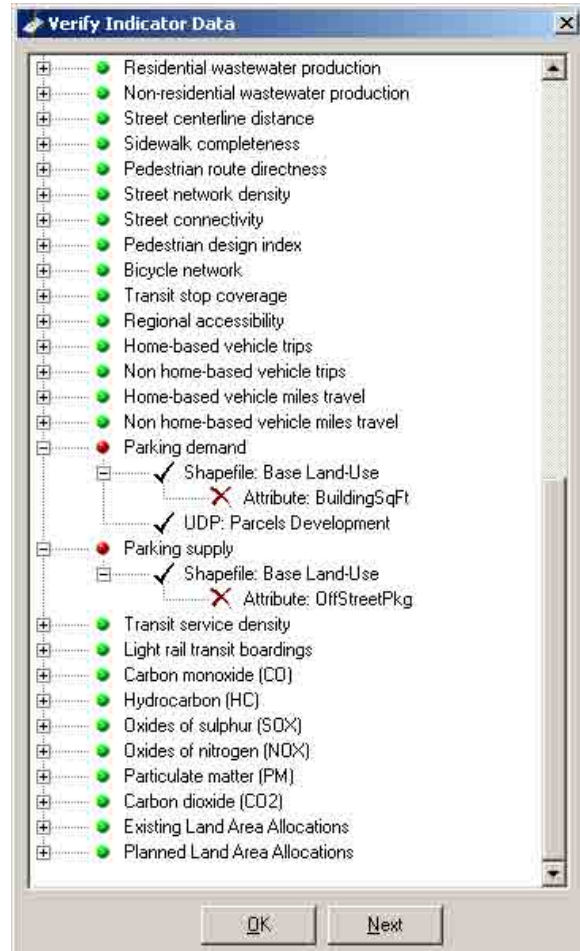 Verify Indicator Data
Residential wastewater production
Non-residential wastewater production
Street centerline distance
Sidewalk completeness
Pedestrian route directness
Street network density
Street connectivity
Pedestrian design index
Bicycle network
Transit stop coverage
Regional accessibility
Home-based vehicle trips
Non home-based vehicle trips
Home-based vehicle miles travel
Non home-based vehicle miles travel
Parking demand
Shapefile: Base Land-Use
Attribute: BuildingSqFt
UDP: Parcels Development
Parking supply
Shapefile: Base Land-Use
Attribute: OffStreetPkg
Transit service density
Light rail transit boardings
Carbon monoxide (CO)
Hydrocarbon (HC)
Oxides of sulphur (SOX)
Oxides of nitrogen (NOX)
Particulate matter (PM)
Carbon dioxide (CO2)
Existing Land Area Allocations
Planned Land Area Allocations
OK Next